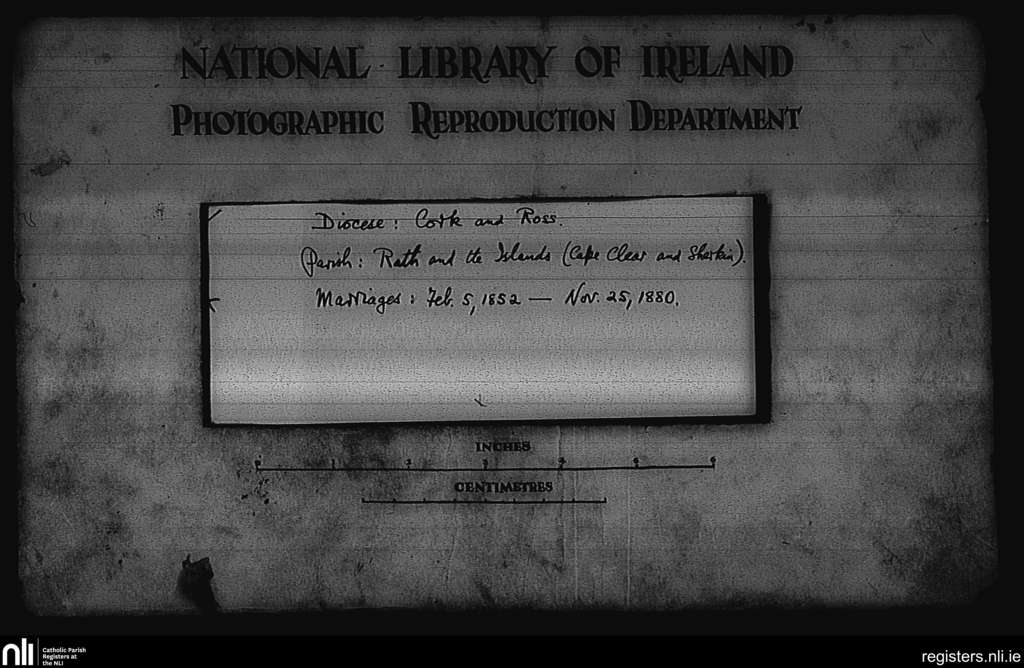 NATIONAL LIBRARY OF IRELAND
PHOTOGRAPHIC REPRODUCTION DEPARTMENT
Diocese: Cork and Ross.
Parish: Rath and the Islands (Cape Clear and Sherkin).
Marriages: Feb. 5, 1852 — Nov. 25, 1880.
INCHES
CENTIMETRES
nli Catholic Parish
Registers at
the NLI
registers.nli.ie